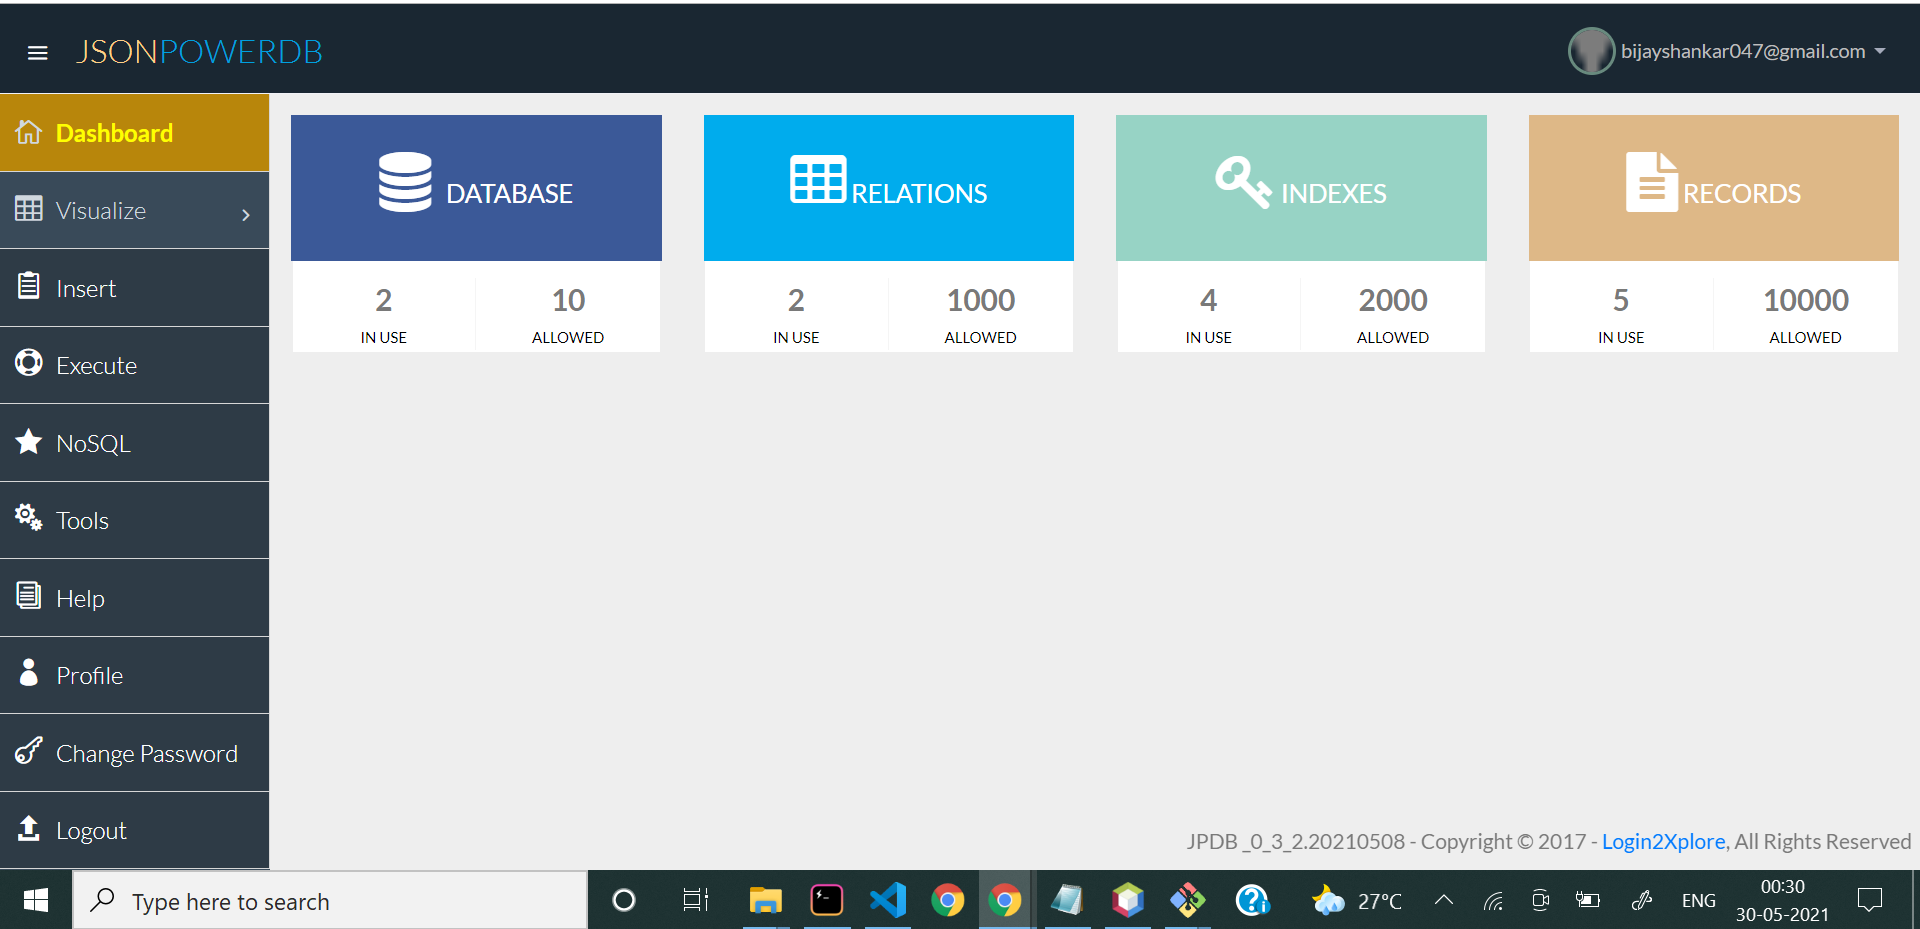 JSONPOWERDB
bijayshankar047@gmail.com
Dashboard
Visualize
Insert
Execute
NoSQL
Tools
Help
Profile
Change Password
Logout
DATABASE
2 10
IN USE ALLOWED
RELATIONS
2 1000
IN USE ALLOWED
INDEXES
4 2000
IN USE ALLOWED
RECORDS
5 10000
IN USE ALLOWED
JPDB _0_3_2.20210508 - Copyright © 2017 - Login2Xplore, All Rights Reserved
Type here to search
27°C
ENG
00:30
30-05-2021